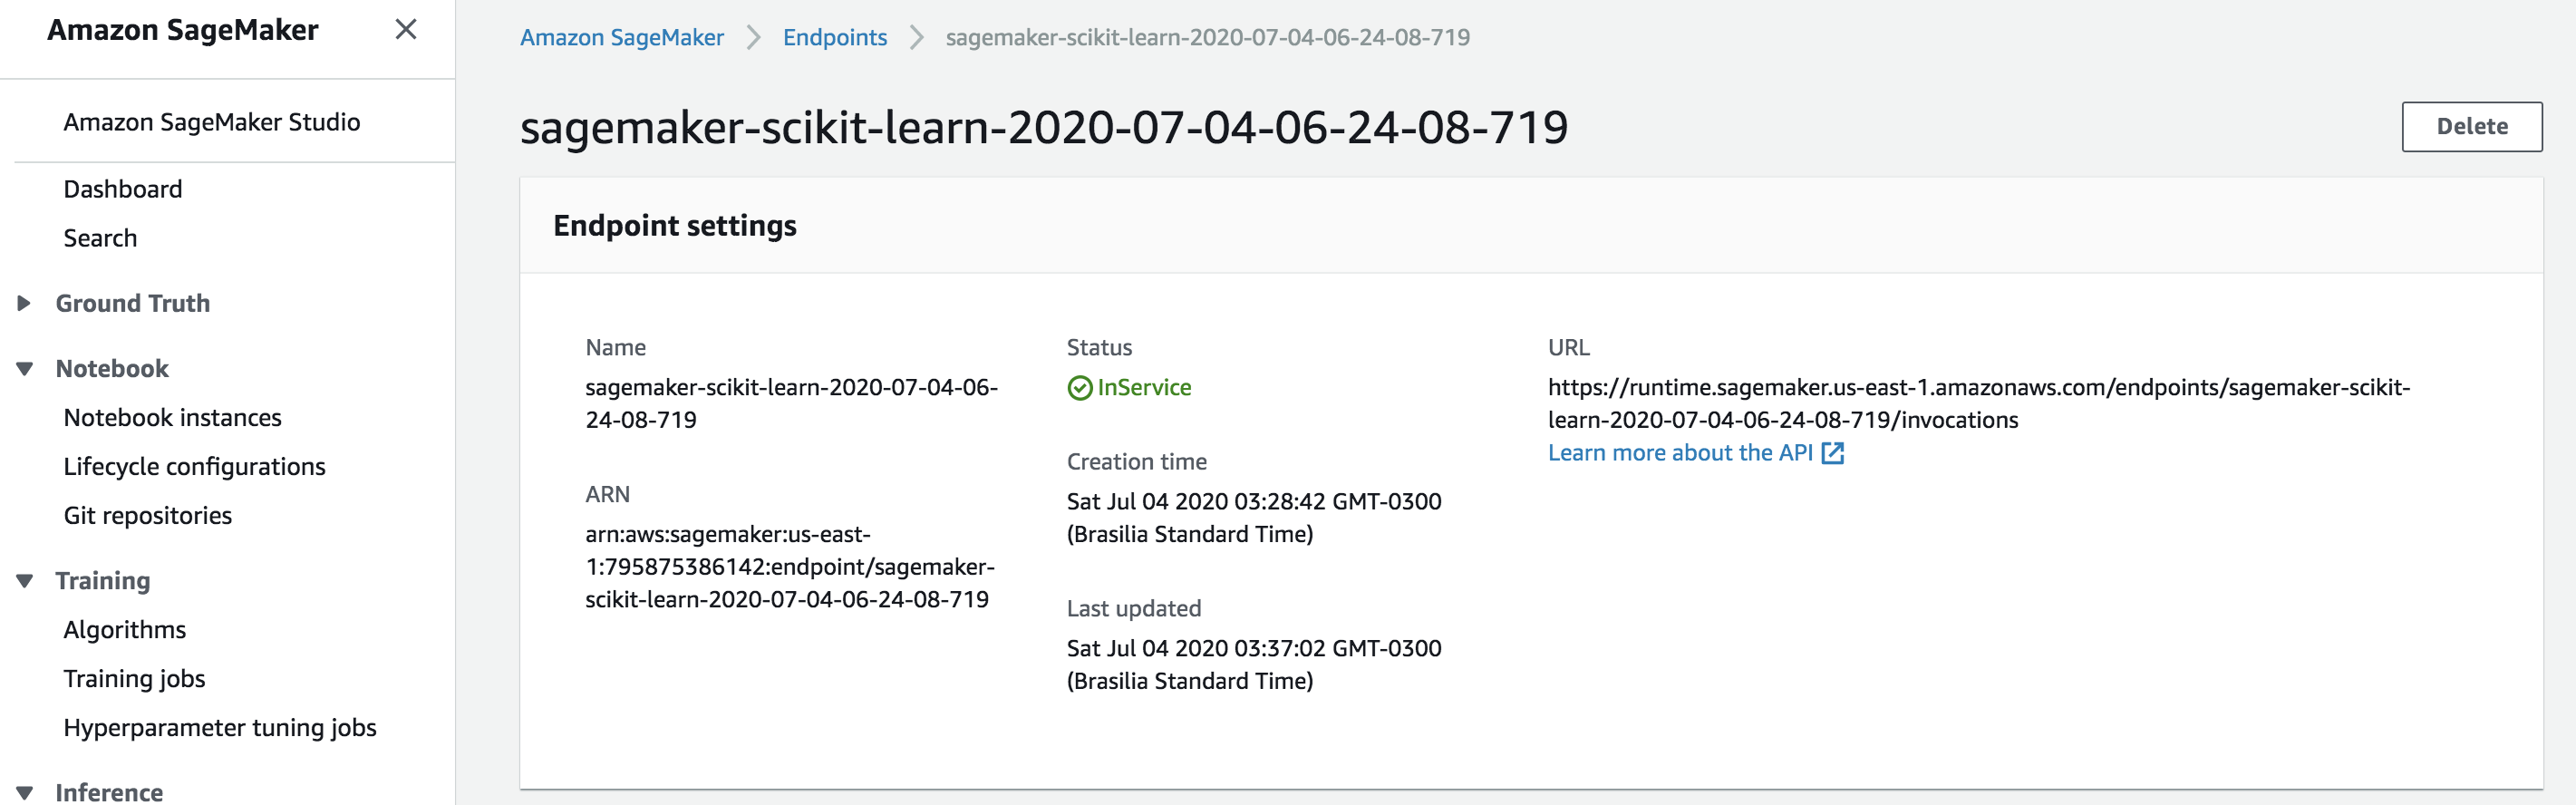 Amazon SageMaker
Amazon SageMaker Studio
Dashboard
Search
Ground Truth
Notebook
Notebook instances
Lifecycle configurations
Git repositories
Training
Algorithms
Training jobs
Hyperparameter tuning jobs
Inference
Amazon SageMaker > Endpoints > sagemaker-scikit-learn-2020-07-04-06-24-08-719
sagemaker-scikit-learn-2020-07-04-06-24-08-719
Delete
Endpoint settings
Name
sagemaker-scikit-learn-2020-07-04-06-
24-08-719
ARN
arn:aws:sagemaker:us-east-
1:795875386142:endpoint/sagemaker-
scikit-learn-2020-07-04-06-24-08-719
Status
InService
Creation time
Sat Jul 04 2020 03:28:42 GMT-0300
(Brasilia Standard Time)
Last updated
Sat Jul 04 2020 03:37:02 GMT-0300
(Brasilia Standard Time)
URL
https://runtime.sagemaker.us-east-1.amazonaws.com/endpoints/sagemaker-scikit-
learn-2020-07-04-06-24-08-719/invocations
Learn more about the API